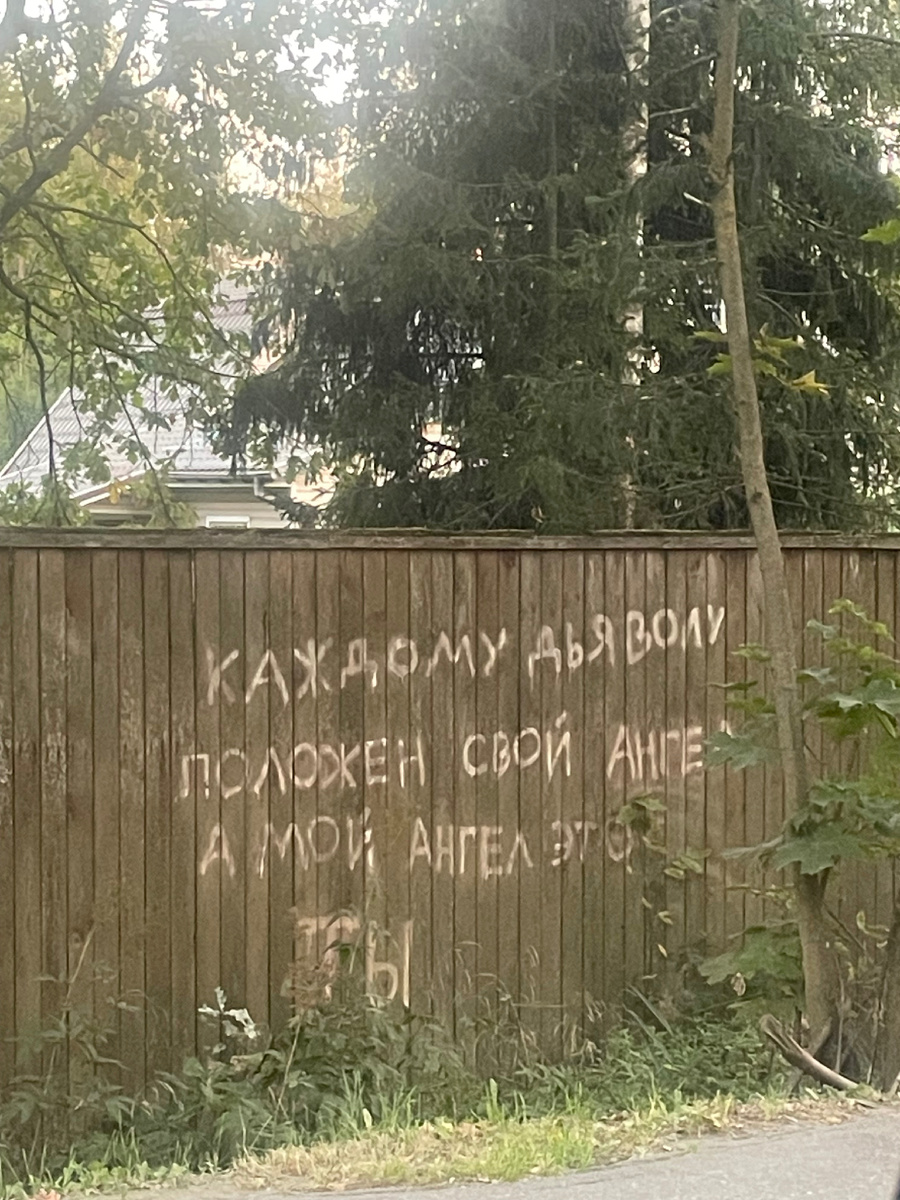 КАЖДОМУ ДЬЯВОЛУ
ПОЛОЖЕН СВОЙ АНГЕЛ
А МОЙ АНГЕЛ ЭТО
ТЫ